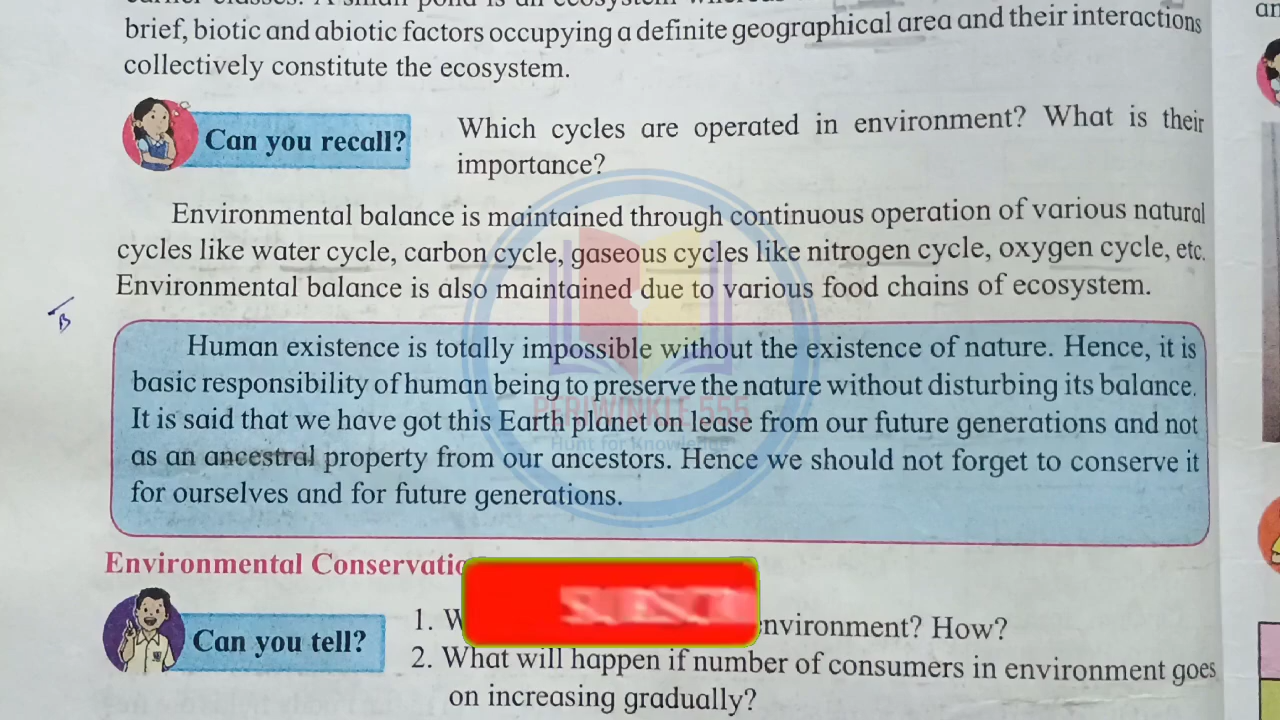 brief, biotic and abiotic factors occupying a definite geographical area and their interactions
collectively constitute the ecosystem.
Can you recall?
Which cycles are operated in environment? What is their
importance?
Environmental balance is maintained through continuous operation of various natural
cycles like water cycle, carbon cycle, gaseous cycles like nitrogen cycle, oxygen cycle, etc.
Environmental balance is also maintained due to various food chains of ecosystem.
B
Human existence is totally impossible without the existence of nature. Hence, it is
basic responsibility of human being to preserve the nature without disturbing its balance.
PERIWINKLE 555
It is said that we have got this Earth planet on lease from our future generations and not
Hunt for Knowledge
as an ancestral property from our ancestors. Hence we should not forget to conserve it
for ourselves and for future generations.
Environmental
Can you tell?
1.
environment? How?
2. What will happen if number of consumers in environment goes
on increasing gradually?